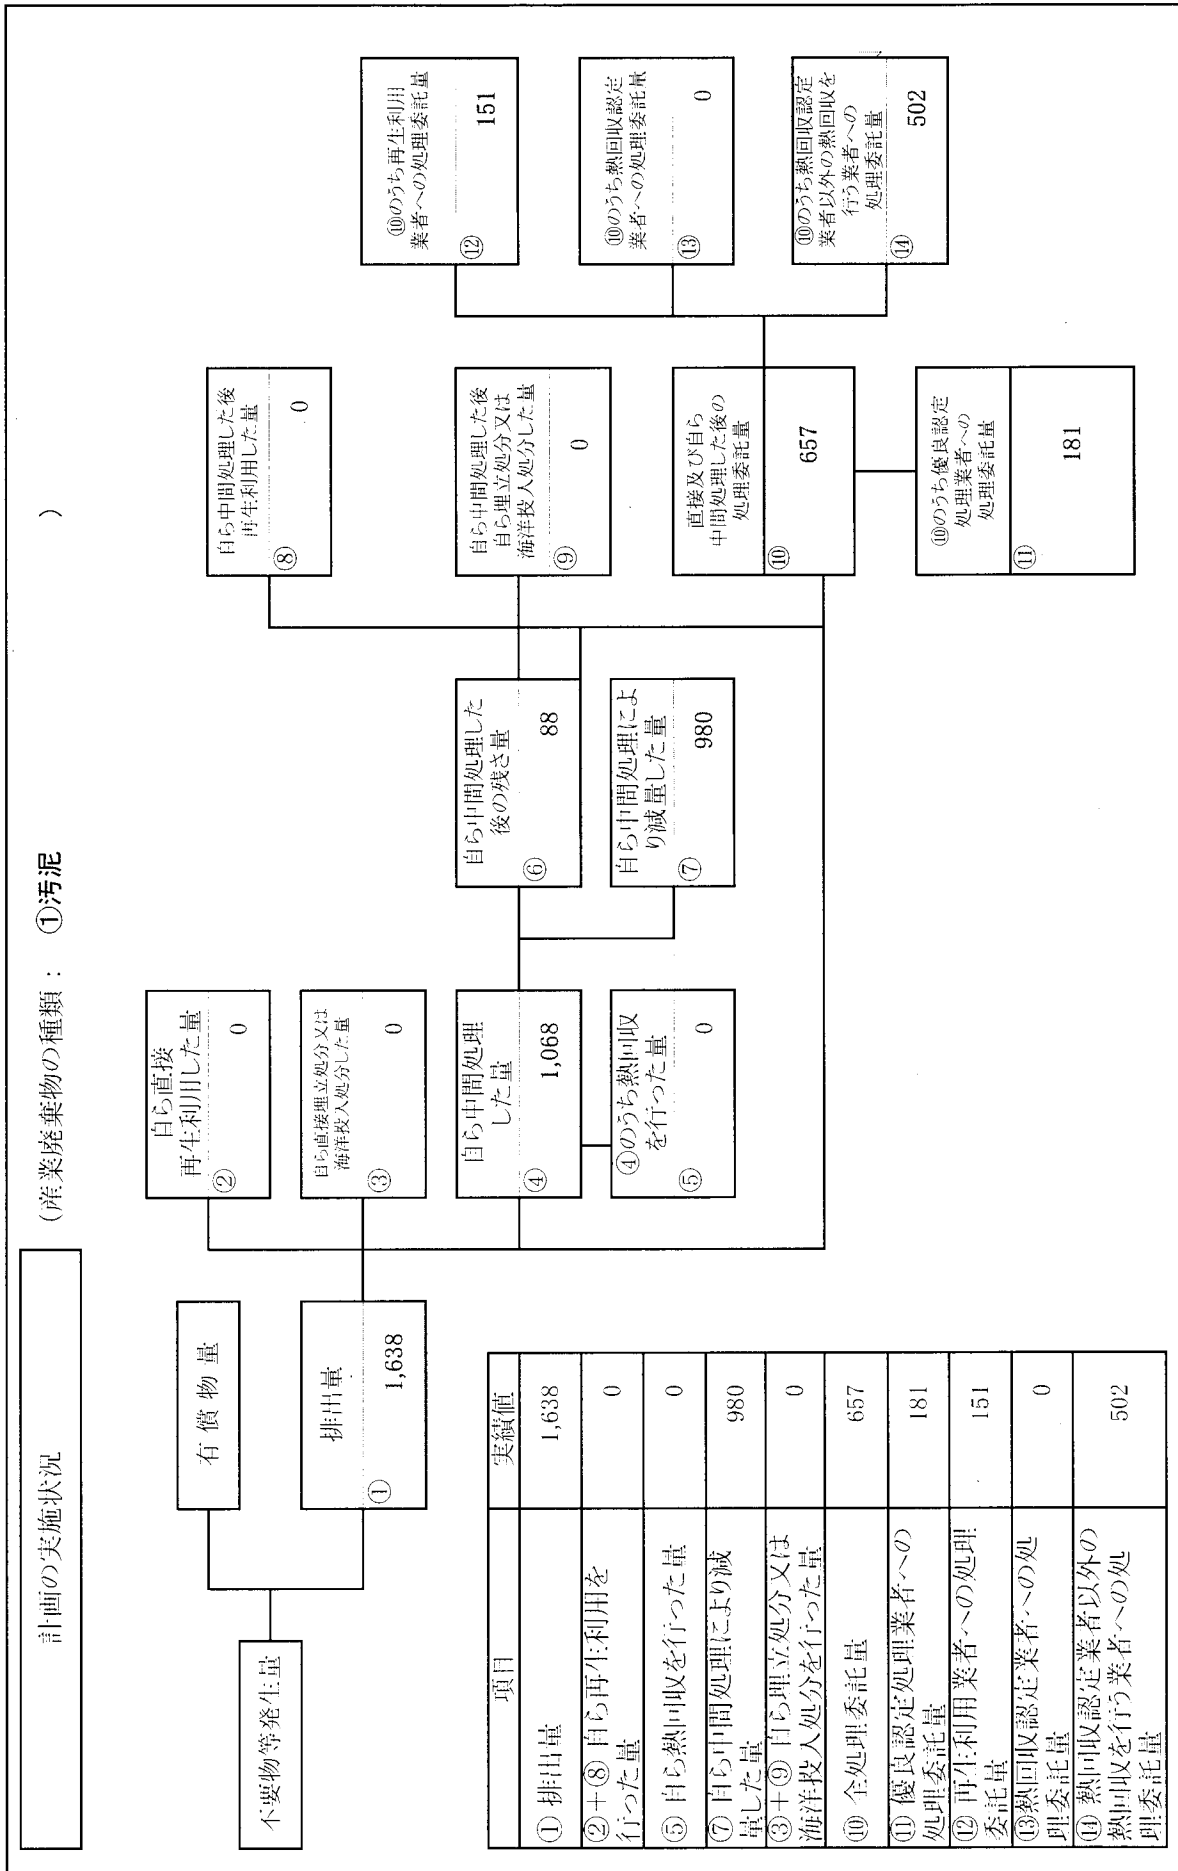 計画の実施状況
(産業廃棄物の種類： ①汚泥 )
不要物等発生量
有償物量
排出量
① 1,638
自ら直接
再生利用した量
② 0
自ら直接埋立処分又は
海洋投入処分した量
③ 0
自ら中間処理
した量
④ 1,068
④のうち熱回収
を行った量
⑤ 0
自ら中間処理した
後の残さ量
⑥ 88
自ら中間処理によ
り減量した量
⑦ 980
自ら中間処理した後
再生利用した量
⑧ 0
自ら中間処理した後
自ら埋立処分又は
海洋投入処分した量
⑨ 0
直接及び自ら
中間処理した後の
処理委託量
⑩ 657
⑩のうち優良認定
処理業者への
処理委託量
⑪ 181
⑩のうち再生利用
業者への処理委託量
⑫ 151
⑩のうち熱回収認定
業者への処理委託量
⑬ 0
⑩のうち熱回収認定
業者以外の熱回収を
行う業者への
処理委託量
⑭ 502
項目 実績値
① 排出量 1,638
②＋⑧ 自ら再生利用を
行った量 0
⑤ 自ら熱回収を行った量 0
⑦ 自ら中間処理により減
量した量 980
③＋⑨ 自ら埋立処分又は
海洋投入処分を行った量 0
⑩ 全処理委託量 657
⑪ 優良認定処理業者への
処理委託量 181
⑫ 再生利用業者への処理
委託量 151
⑬熱回収認定業者への処
理委託量 0
⑭ 熱回収認定業者以外の
熱回収を行う業者への処
理委託量 502